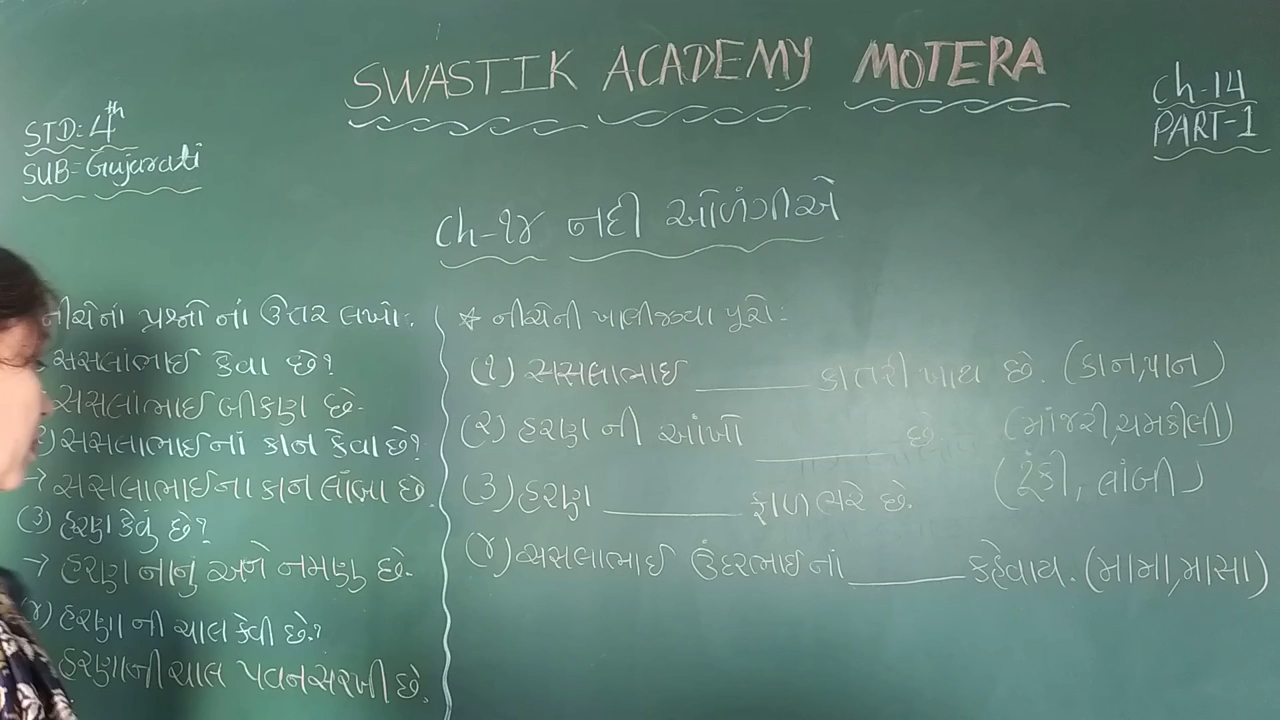 SWASTIK ACADEMY MOTERA
STD: 4th
SUB= Gujarati
Ch-14
PART-1
Ch-૧૪ નદી ઓળંગીએ
નીચેનાં પ્રશ્નો નાં ઉત્તર લખો:
સસલાભાઈ કેવા છે?
સસલાભાઈ બીકણ છે.
૨) સસલાભાઈનાં કાન કેવા છે?
→ સસલાભાઈના કાન લાંબા છે.
(૩) હરણ કેવું છે?
→ હરણ નાનું અને નમણું છે.
(૪) હરણ ની ચાલ કેવી છે?
હરણની ચાલ પવનસરખી છે.
☆ નીચેની ખાલીજગ્યા પૂરો:
(૧) સસલાભાઈ ______ કાતરી ખાય છે. (કાન,પાન)
(૨) હરણ ની આંખો ______ છે. (માંજરી,ચમકીલી)
(૩) હરણ ______ ફાળ ભરે છે. (ટૂંકી, લાંબી)
(૪) સસલાભાઈ ઉંદરભાઈનાં ______ કહેવાય. (મામા,માસા)